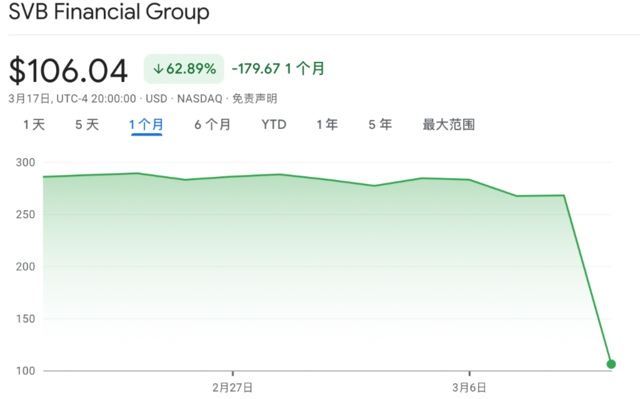 SVB Financial Group
$106.04 ↓62.89% -179.67 1 个月
3月17日, UTC-4 20:00:00 · USD · NASDAQ · 免责声明
1 天 5 天 1 个月 6 个月 YTD 1 年 5 年 最大范围
300
250
200
150
100
2月27日 3月6日